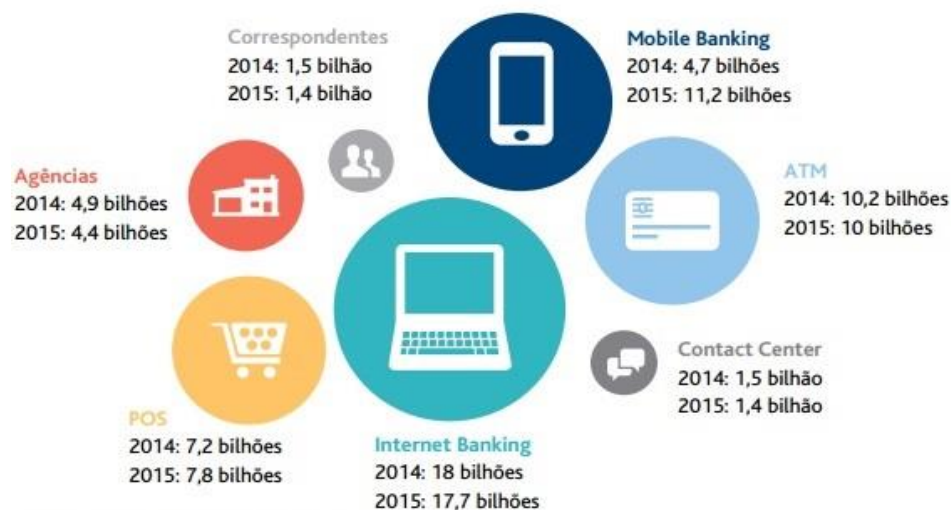 Correspondentes
2014: 1,5 bilhão
2015: 1,4 bilhão
Mobile Banking
2014: 4,7 bilhões
2015: 11,2 bilhões
Agências
2014: 4,9 bilhões
2015: 4,4 bilhões
ATM
2014: 10,2 bilhões
2015: 10 bilhões
POS
2014: 7,2 bilhões
2015: 7,8 bilhões
Internet Banking
2014: 18 bilhões
2015: 17,7 bilhões
Contact Center
2014: 1,5 bilhão
2015: 1,4 bilhão